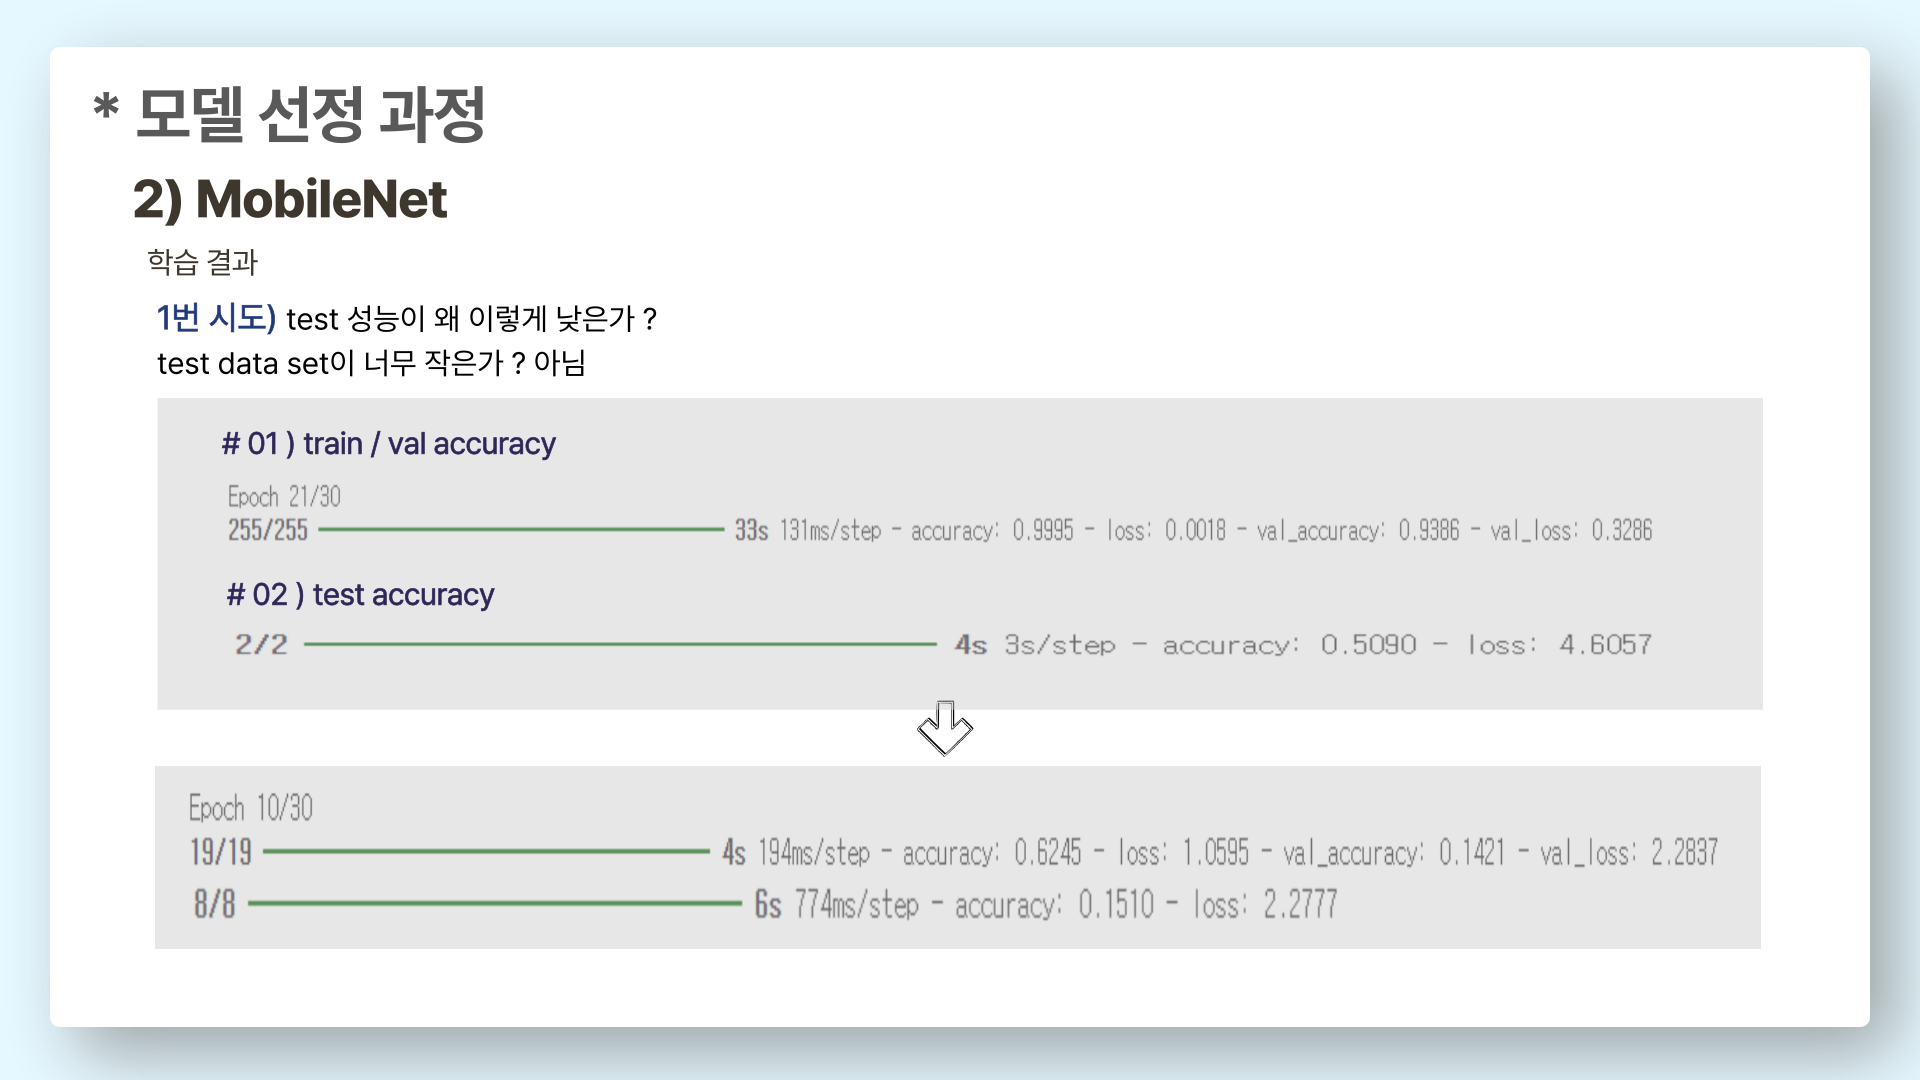 * 모델 선정 과정
2) MobileNet
학습 결과
1번 시도) test 성능이 왜 이렇게 낮은가 ?
test data set이 너무 작은가 ? 아님
# 01 ) train / val accuracy
Epoch 21/30
255/255 33s 131ms/step - accuracy: 0.9995 - loss: 0.0018 - val_accuracy: 0.9386 - val_loss: 0.3286
# 02 ) test accuracy
2/2 4s 3s/step - accuracy: 0.5090 - loss: 4.6057
Epoch 10/30
19/19 4s 194ms/step - accuracy: 0.6245 - loss: 1.0595 - val_accuracy: 0.1421 - val_loss: 2.2837
8/8 6s 774ms/step - accuracy: 0.1510 - loss: 2.2777